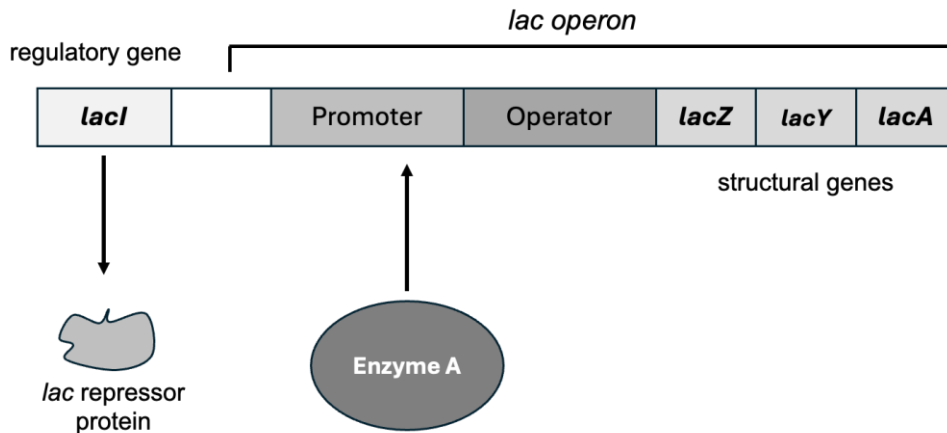 lac operon
regulatory gene
lacI
Promoter
Operator
lacZ
lacY
lacA
structural genes
Enzyme A
lac repressor
protein